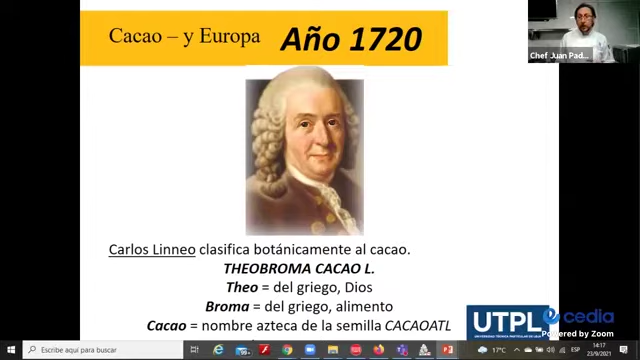 Cacao – y Europa Año 1720
Chef Juan Pad...
Carlos Linneo clasifica botánicamente al cacao.
THEOBROMA CACAO L.
Theo = del griego, Dios
Broma = del griego, alimento
Cacao = nombre azteca de la semilla CACAOATL
UTPL
cedia
Powered by Zoom
Escribe aquí para buscar
99+
17°C
ESP
14:17
23/9/2021